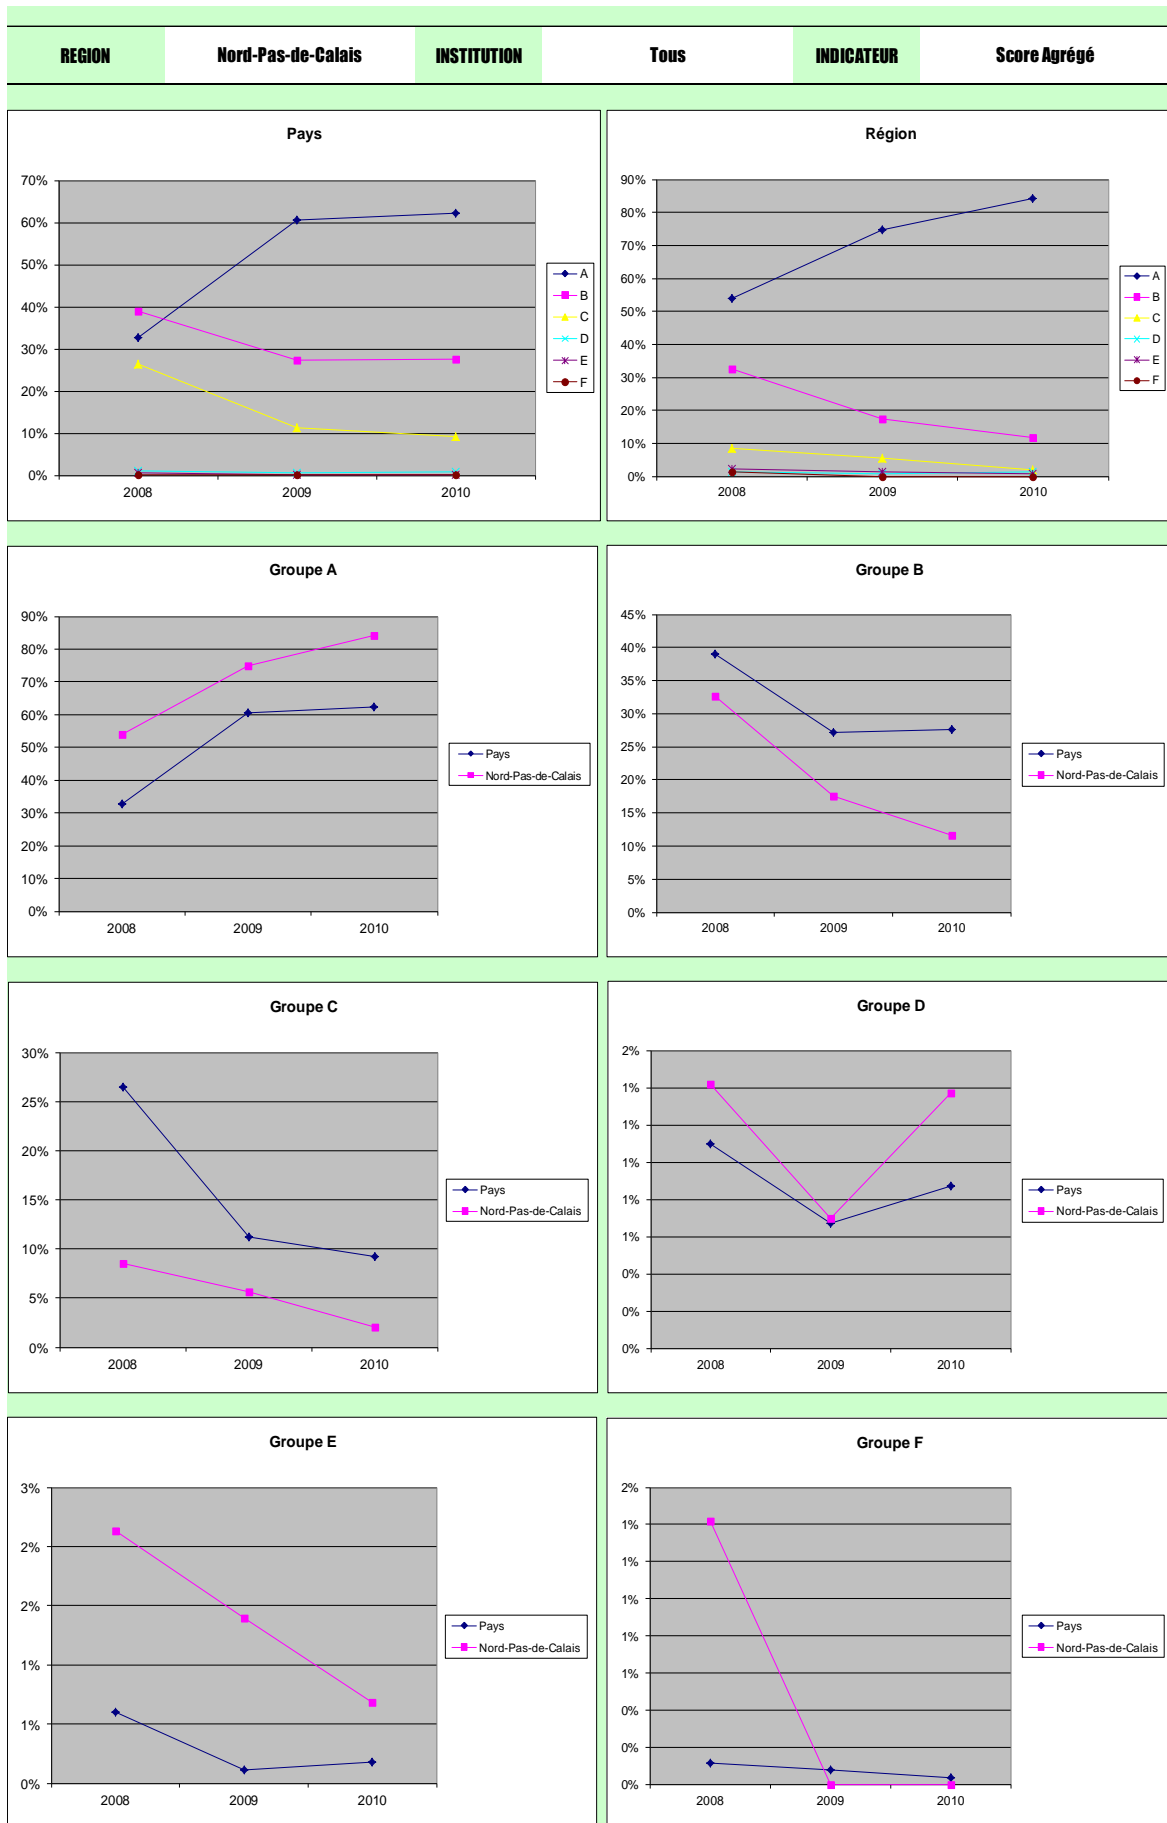 REGION Nord-Pas-de-Calais INSTITUTION Tous INDICATEUR Score Agrégé
Pays
70%
60%
50%
40%
30%
20%
10%
0%
2008 2009 2010
A
B
C
D
E
F
Région
90%
80%
70%
60%
50%
40%
30%
20%
10%
0%
2008 2009 2010
A
B
C
D
E
F
Groupe A
90%
80%
70%
60%
50%
40%
30%
20%
10%
0%
2008 2009 2010
Pays
Nord-Pas-de-Calais
Groupe B
45%
40%
35%
30%
25%
20%
15%
10%
5%
0%
2008 2009 2010
Pays
Nord-Pas-de-Calais
Groupe C
30%
25%
20%
15%
10%
5%
0%
2008 2009 2010
Pays
Nord-Pas-de-Calais
Groupe D
2%
1%
1%
1%
1%
1%
0%
0%
0%
2008 2009 2010
Pays
Nord-Pas-de-Calais
Groupe E
3%
2%
2%
1%
1%
0%
2008 2009 2010
Pays
Nord-Pas-de-Calais
Groupe F
2%
1%
1%
1%
1%
1%
0%
0%
0%
2008 2009 2010
Pays
Nord-Pas-de-Calais